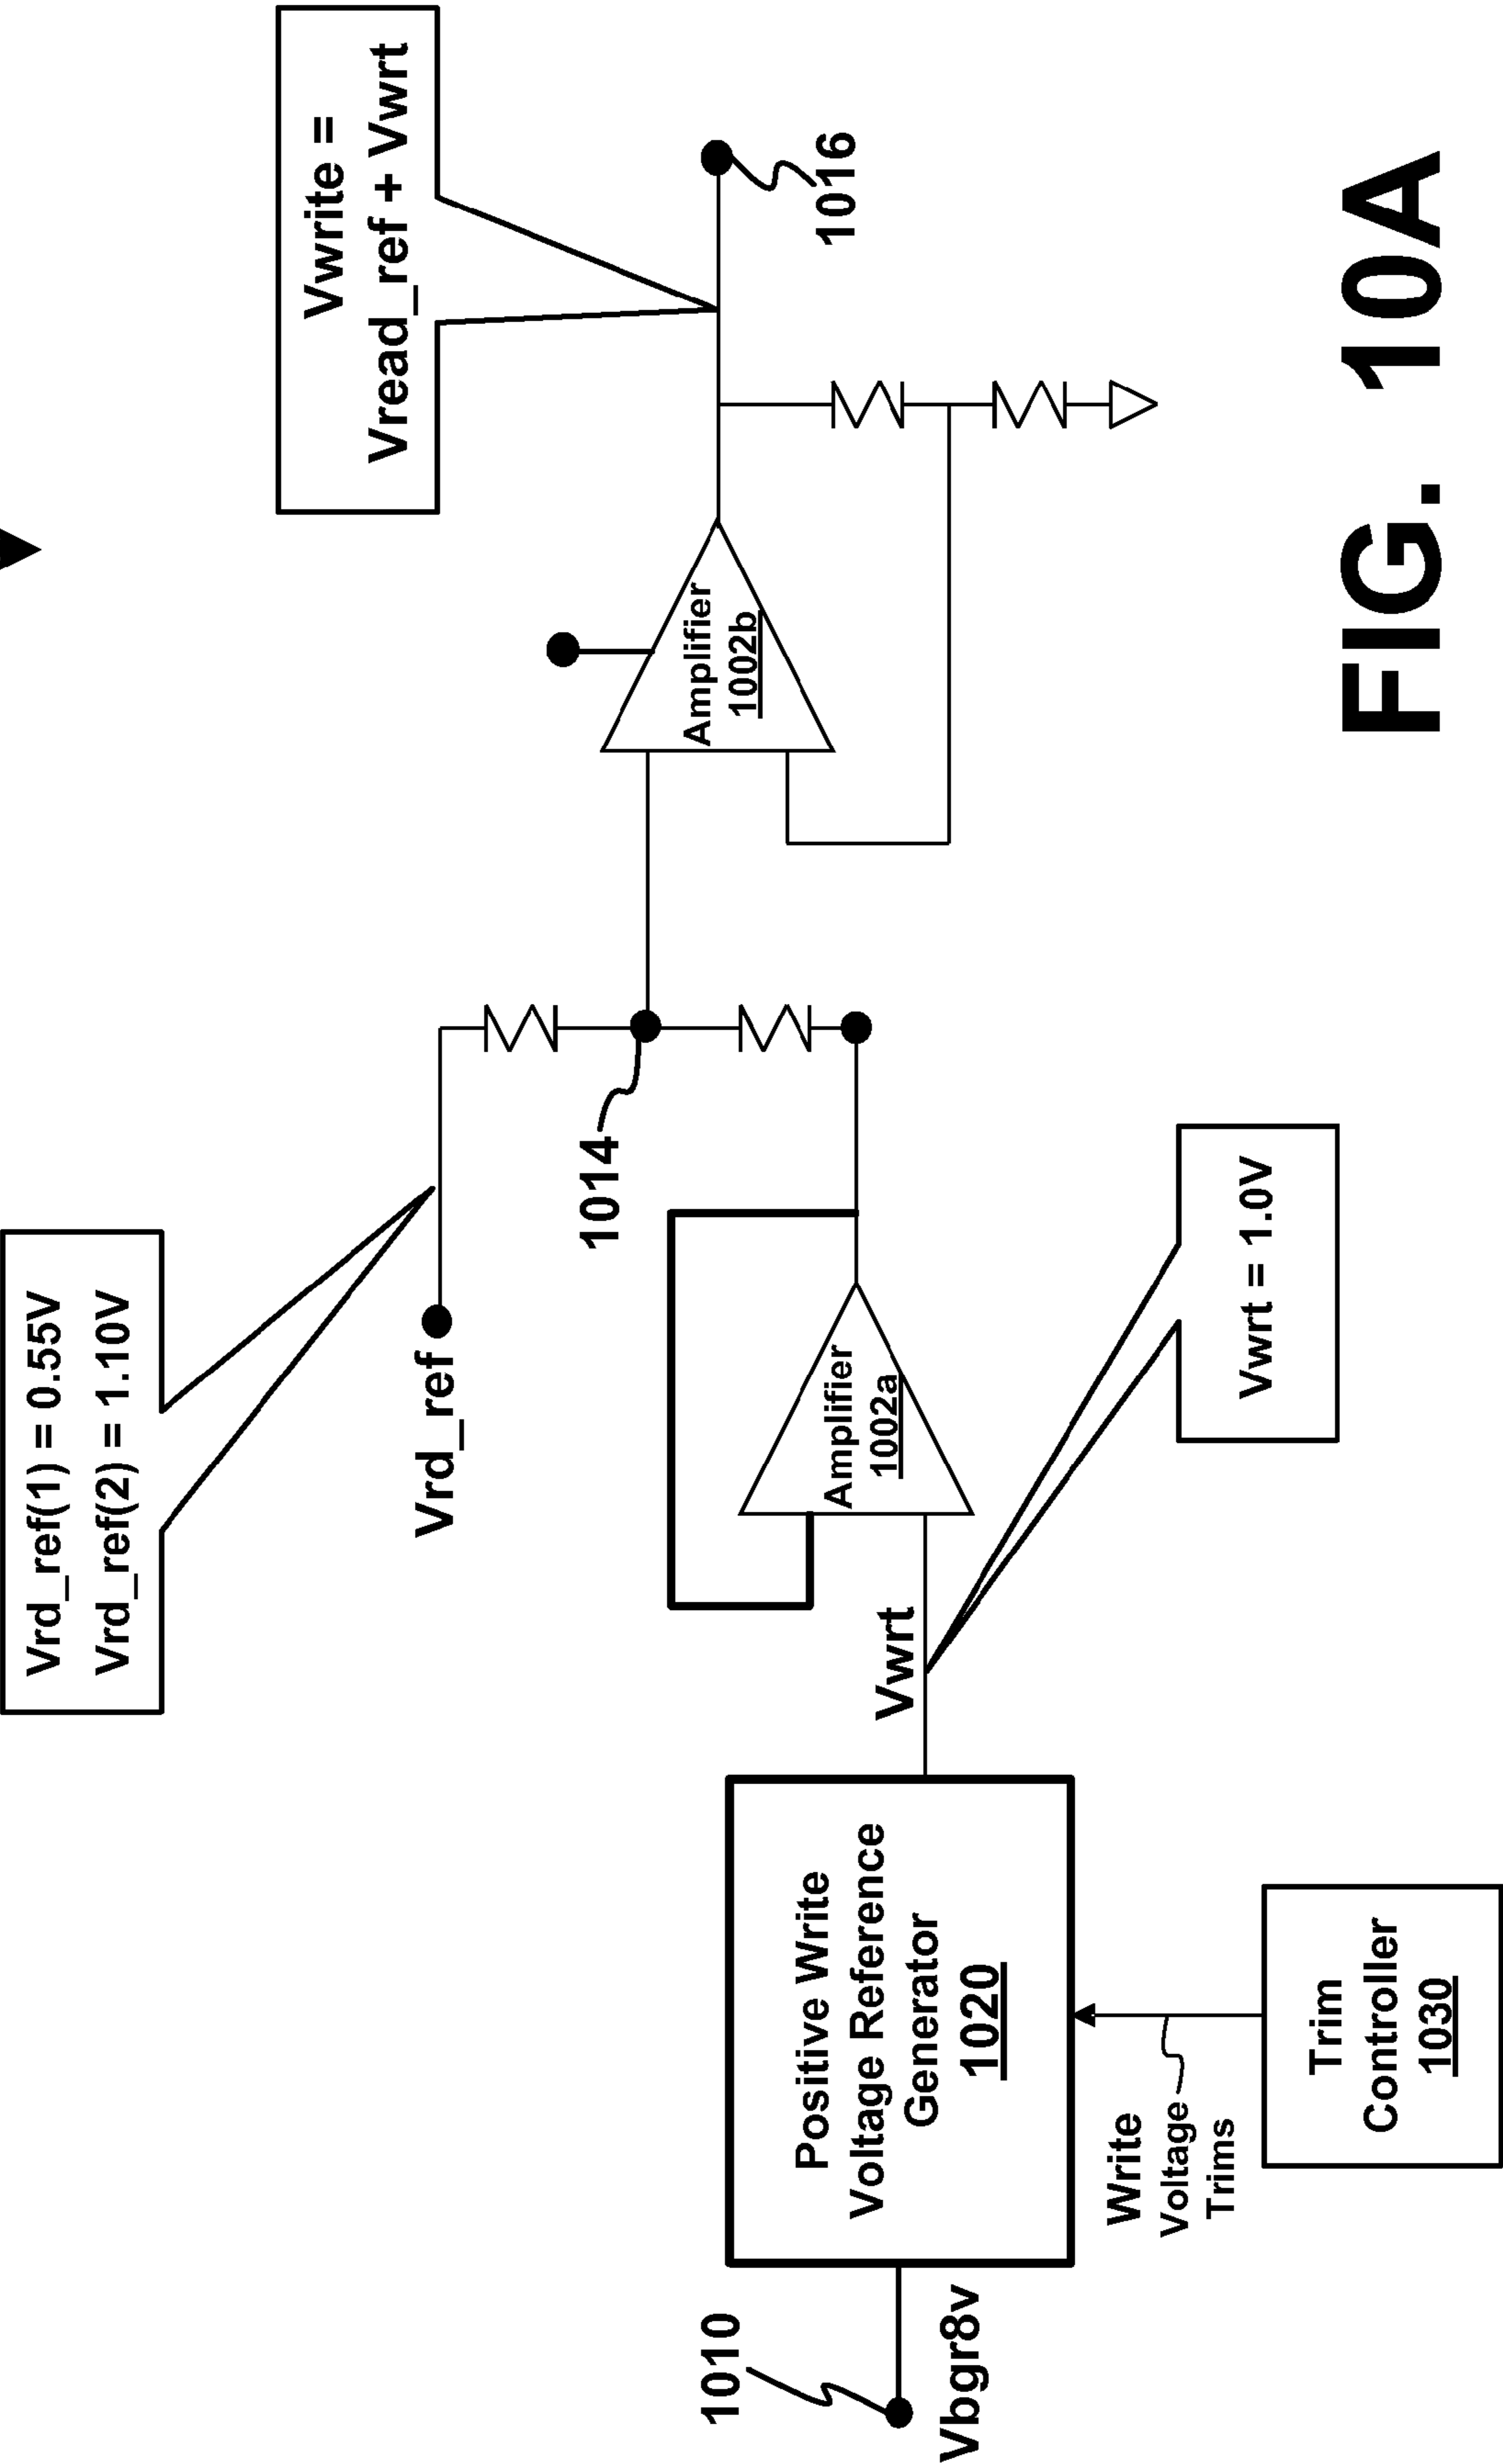 Vrd_ref(1) = 0.55V
Vrd_ref(2) = 1.10V
Vwrite =
Vread_ref + Vwrt
Vrd_ref
1014
1016
Amplifier
1002b
Amplifier
1002a
Vwrt
Vwrt = 1.0V
Positive Write
Voltage Reference
Generator
1020
1010
Vbgr8v
Write
Voltage
Trims
Trim
Controller
1030
FIG. 10A